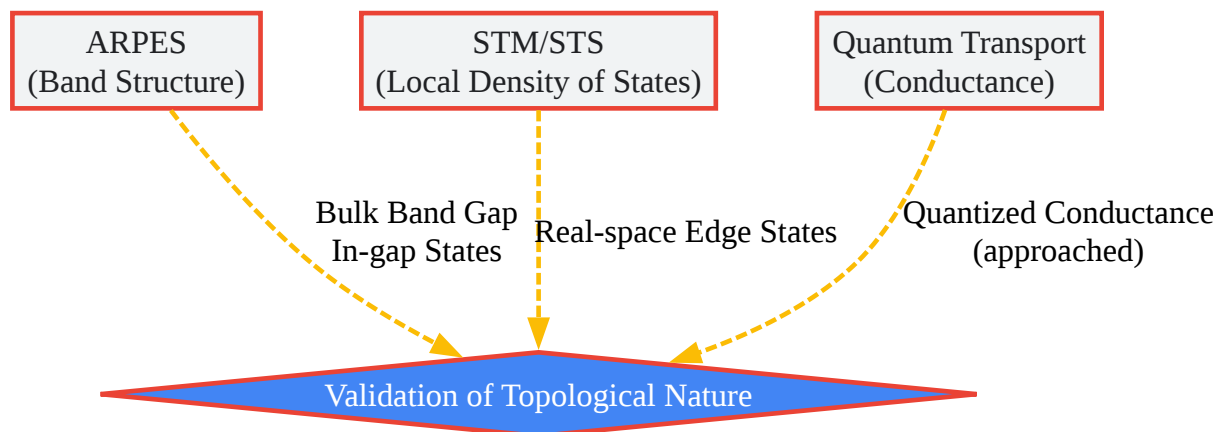 ARPES
(Band Structure)
STM/STS
(Local Density of States)
Quantum Transport
(Conductance)
Bulk Band Gap
In-gap States
Real-space Edge States
Quantized Conductance
(approached)
Validation of Topological Nature